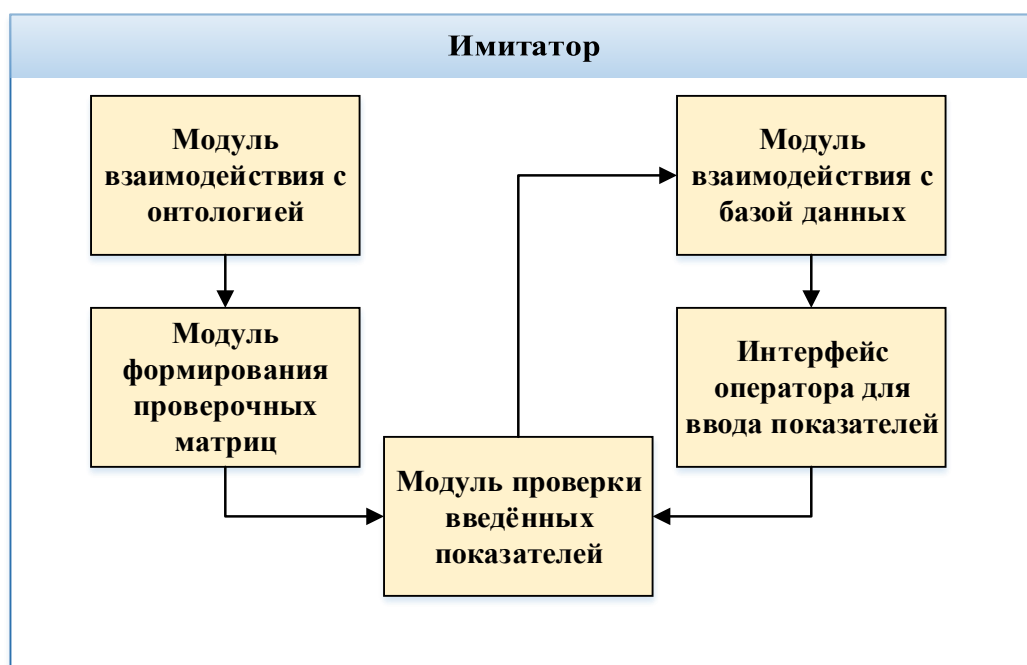 Имитатор
Модуль
взаимодействия с
онтологией
Модуль
взаимодействия с
базой данных
Модуль
формирования
проверочных
матриц
Интерфейс
оператора для
ввода показателей
Модуль проверки
введённых
показателей